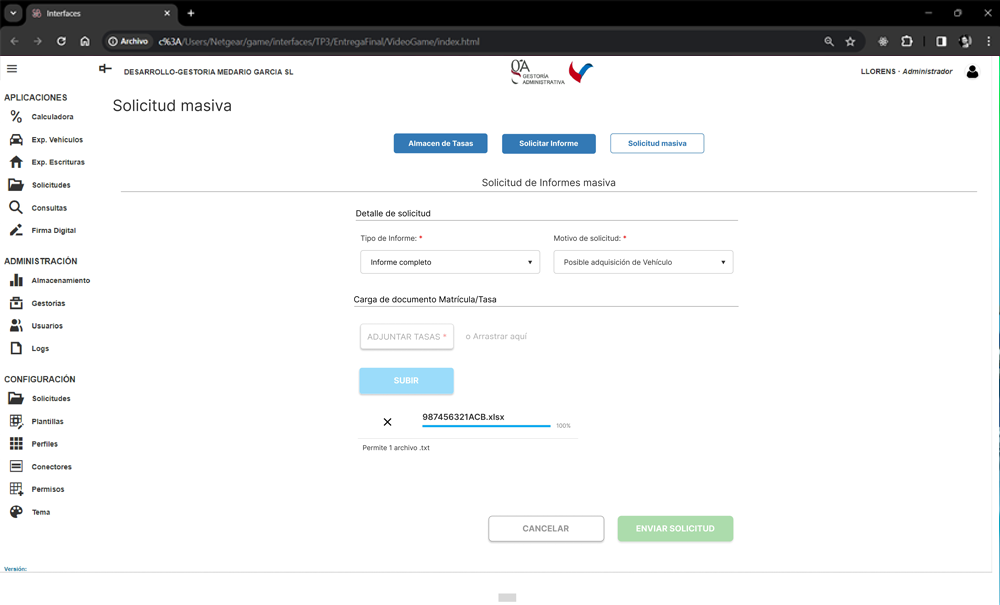 Interfaces
Archivo c%3A/Users/Netgear/game/interfaces/TP3/EntregaFinal/VideoGame/index.html
DESARROLLO-GESTORIA MEDARIO GARCIA SL
GA GESTORÍA ADMINISTRATIVA
LLORENS - Administrador
APLICACIONES
Calculadora
Exp. Vehículos
Exp. Escrituras
Solicitudes
Consultas
Firma Digital
ADMINISTRACIÓN
Almacenamiento
Gestorias
Usuarios
Logs
CONFIGURACIÓN
Solicitudes
Plantillas
Perfiles
Conectores
Permisos
Tema
Versión:
Solicitud masiva
Almacen de Tasas Solicitar Informe Solicitud masiva
Solicitud de Informes masiva
Detalle de solicitud
Tipo de Informe: * Motivo de solicitud: *
Informe completo Posible adquisición de Vehículo
Carga de documento Matrícula/Tasa
ADJUNTAR TASAS * o Arrastrar aquí
SUBIR
987456321ACB.xlsx
100%
Permite 1 archivo .txt
CANCELAR ENVIAR SOLICITUD